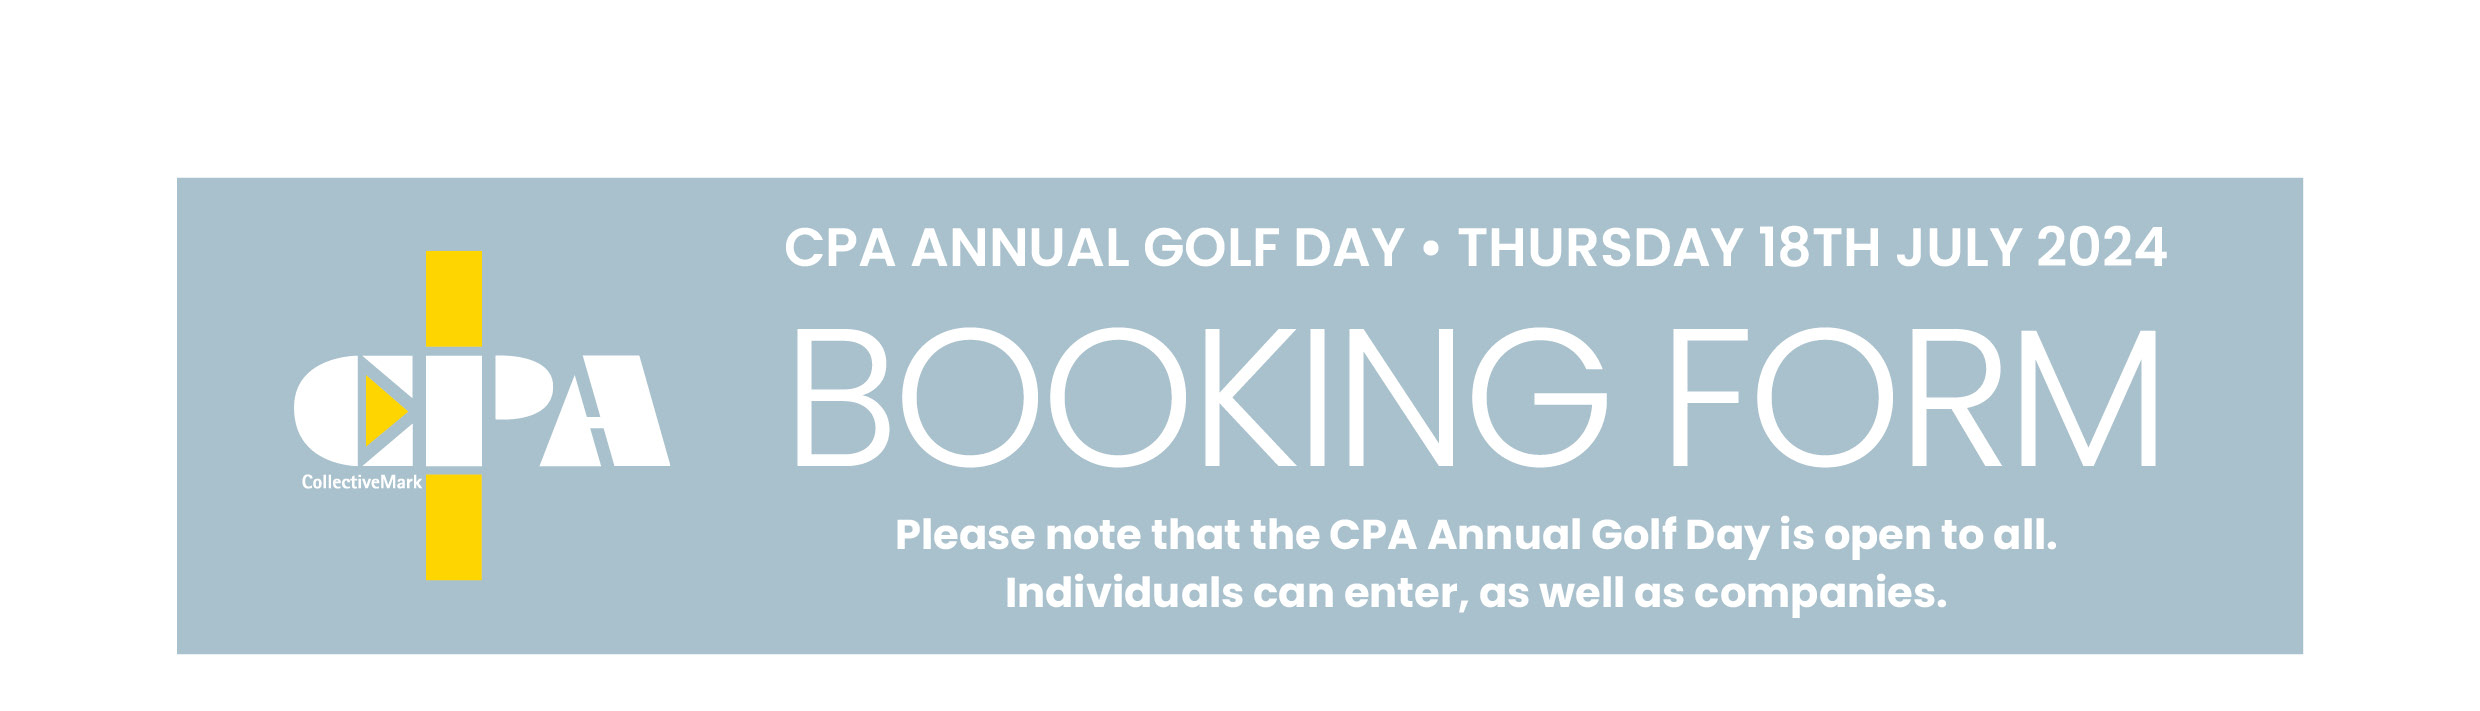 CPA ANNUAL GOLF DAY • THURSDAY 18TH JULY 2024
CPA
CollectiveMark
BOOKING FORM
Please note that the CPA Annual Golf Day is open to all.
Individuals can enter, as well as companies.